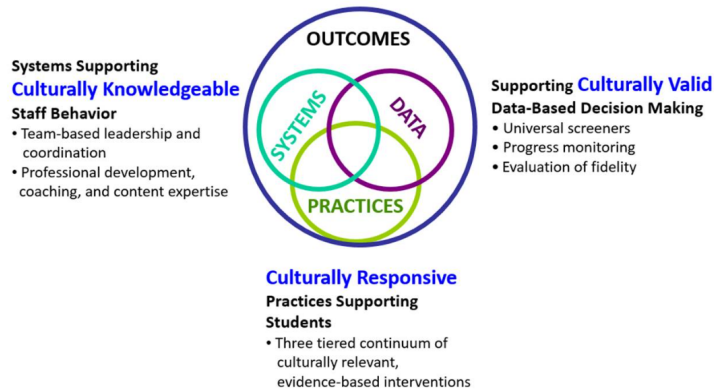 OUTCOMES
SYSTEMS
DATA
PRACTICES
Systems Supporting
Culturally Knowledgeable
Staff Behavior
• Team-based leadership and
coordination
• Professional development,
coaching, and content expertise
Supporting Culturally Valid
Data-Based Decision Making
• Universal screeners
• Progress monitoring
• Evaluation of fidelity
Culturally Responsive
Practices Supporting
Students
• Three tiered continuum of
culturally relevant,
evidence-based interventions